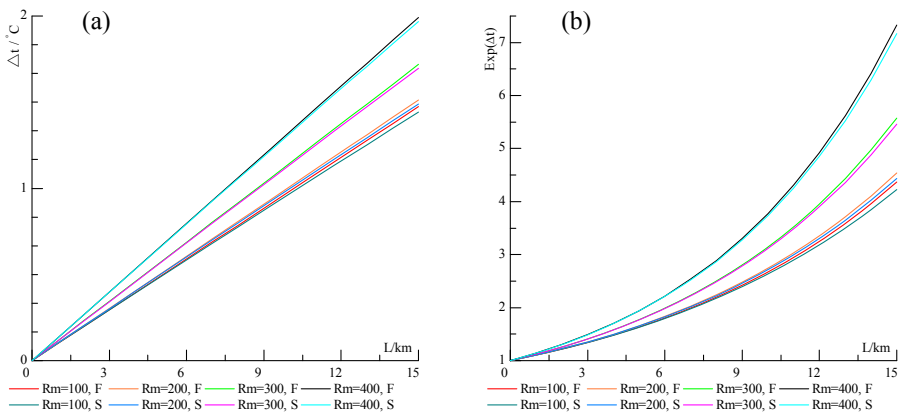 (a)
△t / °C
2
1
0
0
3
6
9
12
15
L/km
Rm=100, F
Rm=200, F
Rm=300, F
Rm=400, F
Rm=100, S
Rm=200, S
Rm=300, S
Rm=400, S
(b)
Exp(Δt)
7
6
5
4
3
2
1
0
3
6
9
12
15
L/km
Rm=100, F
Rm=200, F
Rm=300, F
Rm=400, F
Rm=100, S
Rm=200, S
Rm=300, S
Rm=400, S